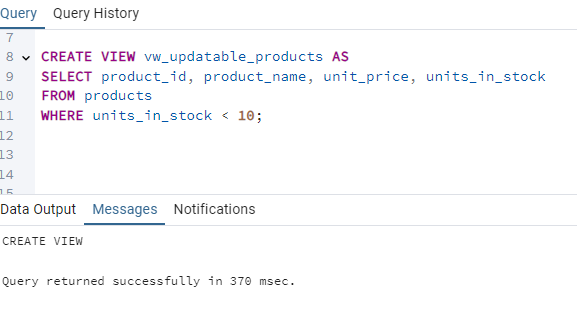 Query Query History
7
8 CREATE VIEW vw_updatable_products AS
9 SELECT product_id, product_name, unit_price, units_in_stock
10 FROM products
11 WHERE units_in_stock < 10;
12
13
14
15
Data Output Messages Notifications
CREATE VIEW
Query returned successfully in 370 msec.